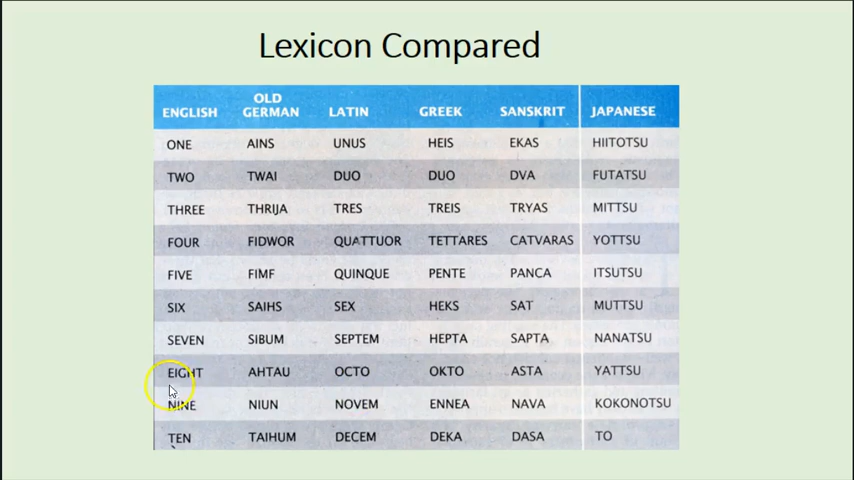 Lexicon Compared
ENGLISH OLD GERMAN LATIN GREEK SANSKRIT JAPANESE
ONE AINS UNUS HEIS EKAS HIITOTSU
TWO TWAI DUO DUO DVA FUTATSU
THREE THRIJA TRES TREIS TRYAS MITTSU
FOUR FIDWOR QUATTUOR TETTARES CATVARAS YOTTSU
FIVE FIMF QUINQUE PENTE PANCA ITSUTSU
SIX SAIHS SEX HEKS SAT MUTTSU
SEVEN SIBUM SEPTEM HEPTA SAPTA NANATSU
EIGHT AHTAU OCTO OKTO ASTA YATTSU
NINE NIUN NOVEM ENNEA NAVA KOKONOTSU
TEN TAIHUM DECEM DEKA DASA TO